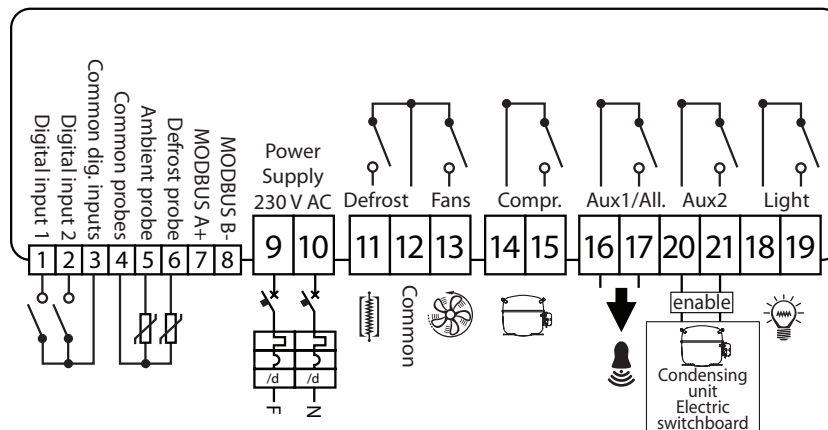 Digital input 1
Digital input 2
Common dig. inputs
Common probes
Ambient probe
Defrost probe
MODBUS A+
MODBUS B-
Power
Supply
230 V AC
Defrost
Fans
Compr.
Aux1/All.
Aux2
Light
1 2 3 4 5 6 7 8
9 10
11 12 13
14 15
16 17 20 21 18 19
Common
enable
/d /d
F N
Condensing
unit
Electric
switchboard